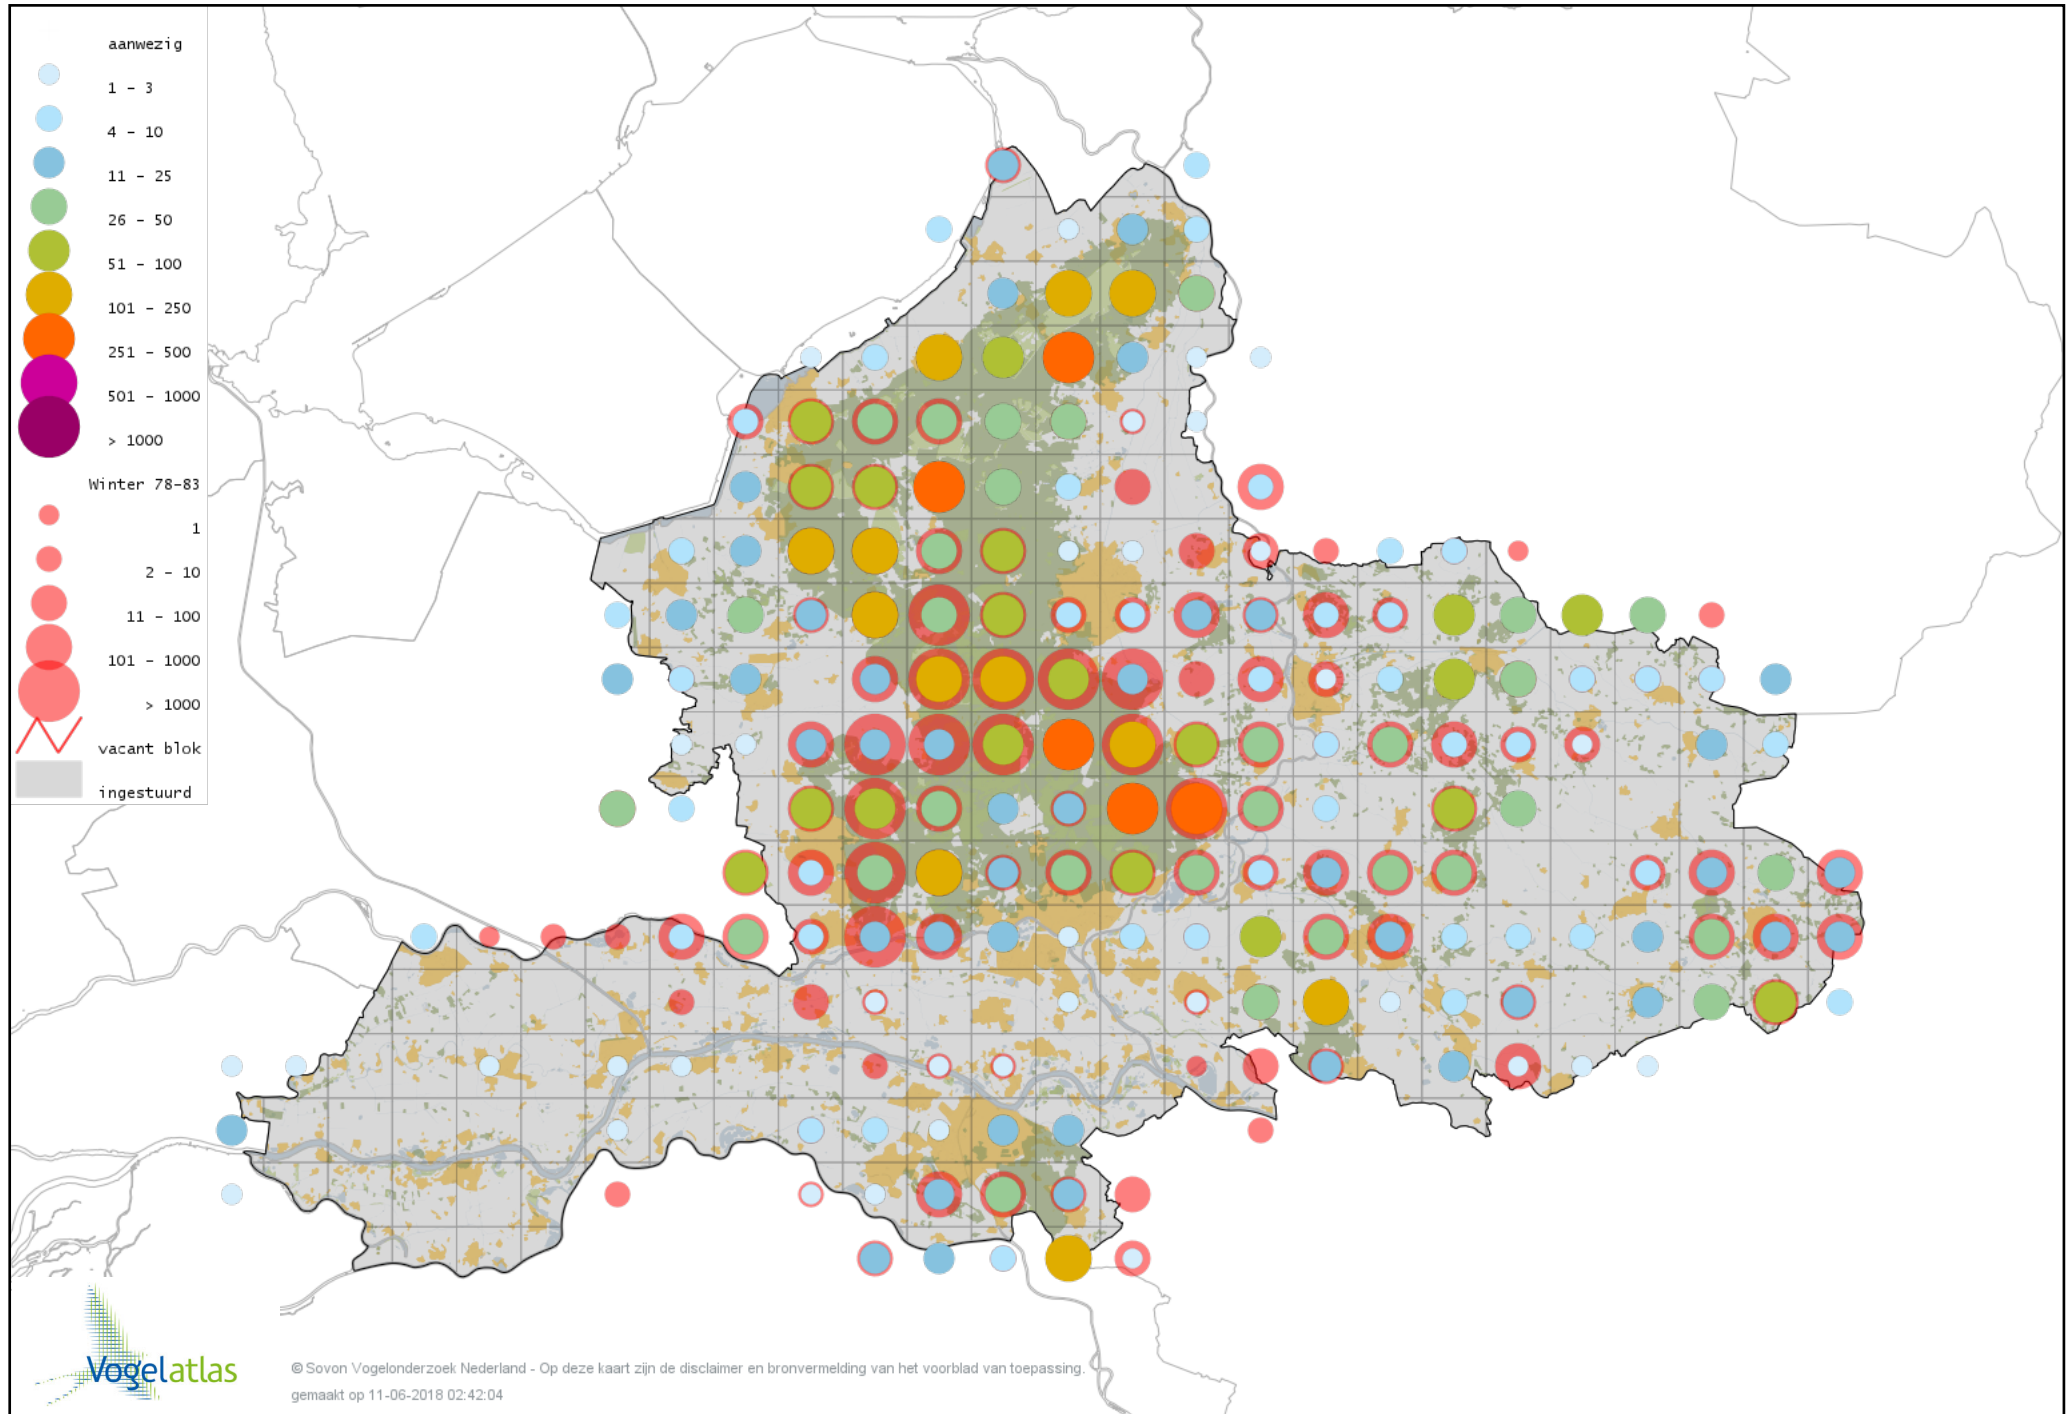 aanwezig
1 - 3
4 - 10
11 - 25
26 - 50
51 - 100
101 - 250
251 - 500
501 - 1000
> 1000
Winter 78-83
1
2 - 10
11 - 100
101 - 1000
> 1000
vacant blok
ingestuurd
Vogelatlas
© Sovon Vogelonderzoek Nederland - Op deze kaart zijn de disclaimer en bronvermelding van het voorblad van toepassing.
gemaakt op 11-06-2018 02:42:04